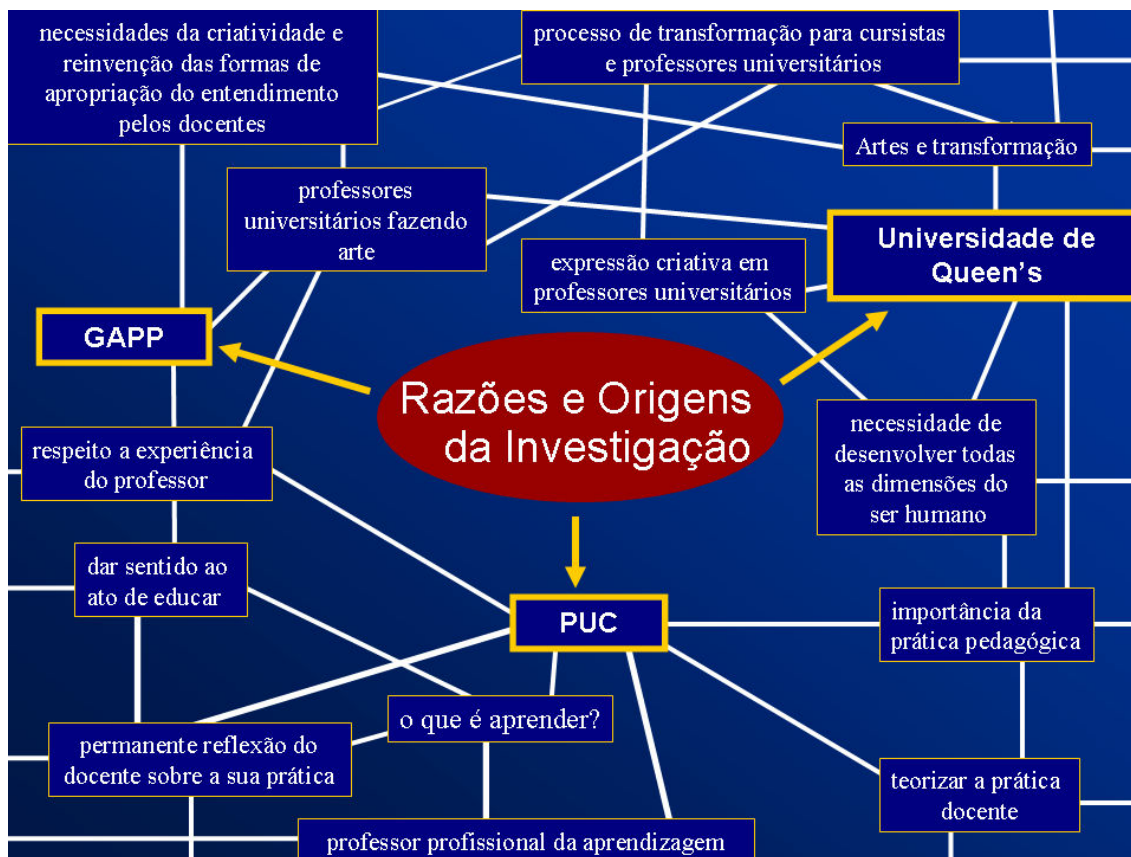 necessidades da criatividade e
reinvenção das formas de
apropriação do entendimento
pelos docentes
processo de transformação para cursistas
e professores universitários
Artes e transformação
professores
universitários fazendo
arte
expressão criativa em
professores universitários
Universidade de
Queen's
GAPP
Razões e Origens
da Investigação
necessidade de
desenvolver todas
as dimensões do
ser humano
respeito a experiência
do professor
dar sentido ao
ato de educar
PUC
importância da
prática pedagógica
o que é aprender?
permanente reflexão do
docente sobre a sua prática
teorizar a prática
docente
professor profissional da aprendizagem